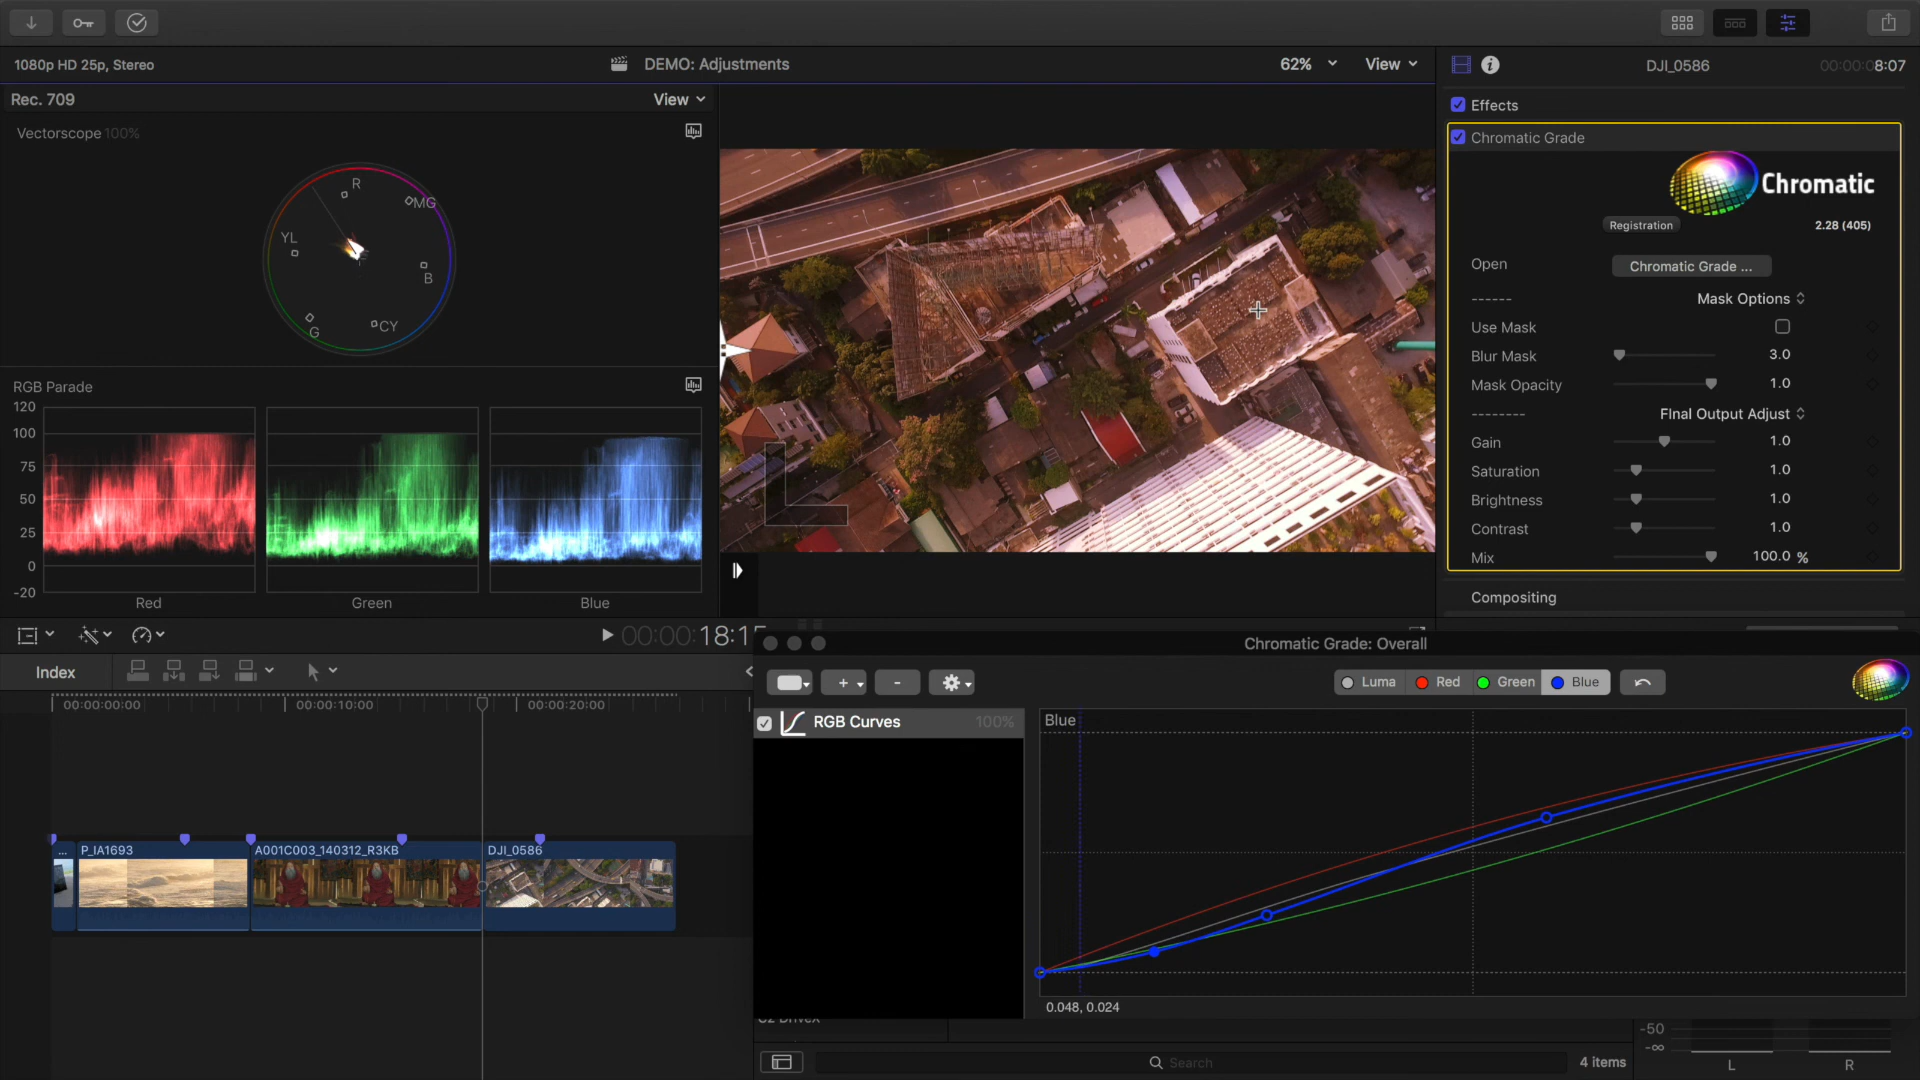 1080p HD 25p, Stereo
DEMO: Adjustments
62%
View
DJI_0586
00:00:08:07
Rec. 709
View
Effects
Vectorscope 100%
Chromatic Grade
R
MG
YL
B
G
CY
Chromatic
Registration
2.28 (405)
Open
Chromatic Grade ...
------
Mask Options
Use Mask
Blur Mask
3.0
Mask Opacity
1.0
--------
FInal Output Adjust
Gain
1.0
Saturation
1.0
Brightness
1.0
Contrast
1.0
Mix
100.0 %
Compositing
RGB Parade
120
100
75
50
25
0
-20
Red
Green
Blue
00:00:18:15
Index
00:00:00:00
00:00:10:00
00:00:20:00
...
P_IA1693
A001C003_140312_R3KB
DJI_0586
Chromatic Grade: Overall
+
-
Luma
Red
Green
Blue
RGB Curves
100%
Blue
0.048, 0.024
Search
4 items
-50
-∞
L
R